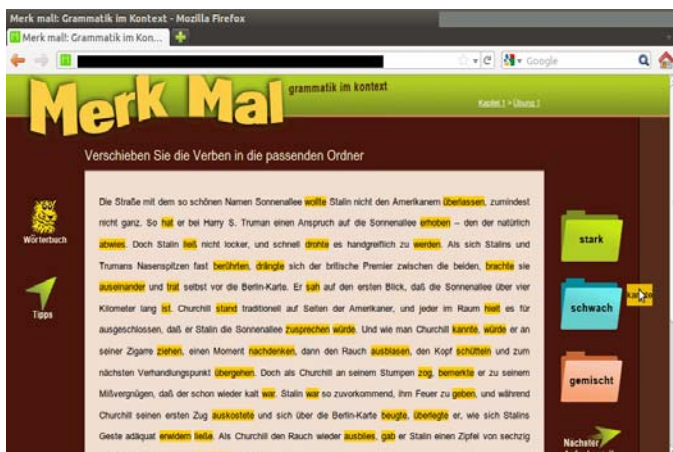 Merk mall: Grammatik im Kontext - Mozilla Firefox
Merk mall: Grammatik im Kon...
Google
Merk Mal
grammatik im kontext
Kapitel 1 > Übung 1
Verschieben Sie die Verben in die passenden Ordner
Die Straße mit dem so schönen Namen Sonnenallee wollte Stalin nicht den Amerikanern überlassen, zumindest
nicht ganz. So hat er bei Harry S. Truman einen Anspruch auf die Sonnenallee erhoben – den der natürlich
abwies. Doch Stalin ließ nicht locker, und schnell drohte es handgreiflich zu werden. Als sich Stalins und
Trumans Nasenspitzen fast berührten, drängte sich der britische Premier zwischen die beiden, brachte sie
auseinander und trat selbst vor die Berlin-Karte. Er sah auf den ersten Blick, daß die Sonnenallee über vier
Kilometer lang ist. Churchill stand traditionell auf Seiten der Amerikaner, und jeder im Raum hielt es für
ausgeschlossen, daß er Stalin die Sonnenallee zusprechen würde. Und wie man Churchill kannte, würde er an
seiner Zigarre ziehen, einen Moment nachdenken, dann den Rauch ausblasen, den Kopf schütteln und zum
nächsten Verhandlungspunkt übergehen. Doch als Churchill an seinem Stumpen zog, bemerkte er zu seinem
Mißvergnügen, daß der schon wieder kalt war. Stalin war so zuvorkommend, ihm Feuer zu geben, und während
Churchill seinen ersten Zug auskostete und sich über die Berlin-Karte beugte, überlegte er, wie sich Stalins
Geste adäquat erwidern ließe. Als Churchill den Rauch wieder ausblies, gab er Stalin einen Zipfel von sechzig
Wörterbuch
Tipps
stark
schwach
gemischt
Nächster